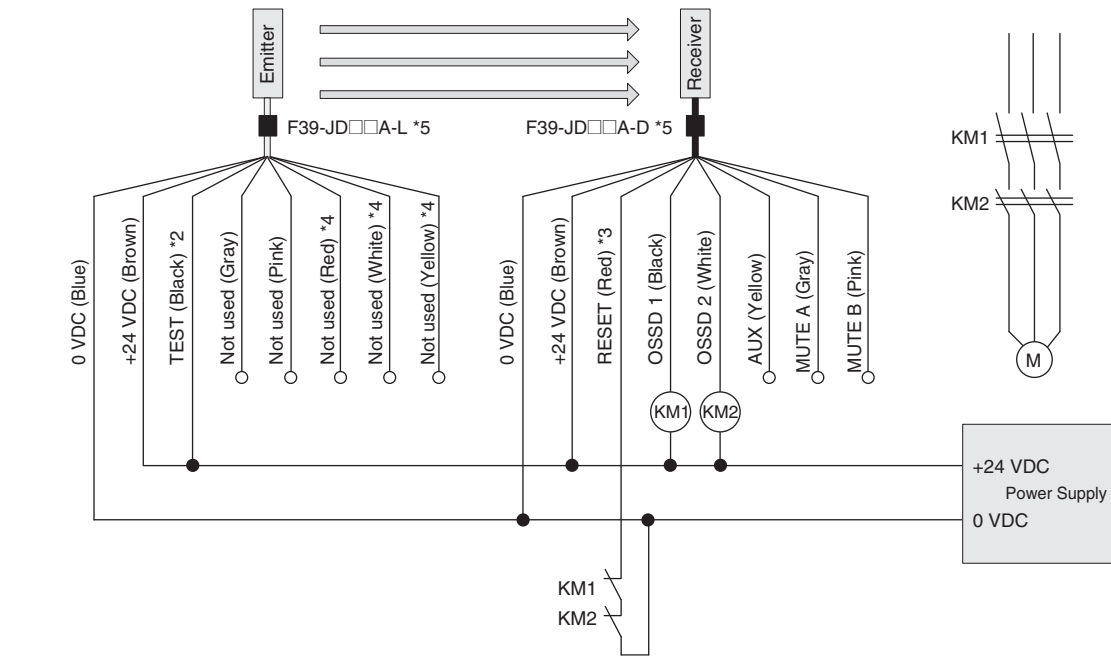 Emitter
Receiver
F39-JD□□A-L *5
F39-JD□□A-D *5
KM1
KM2
M
0 VDC (Blue)
+24 VDC (Brown)
TEST (Black) *2
Not used (Gray)
Not used (Pink)
Not used (Red) *4
Not used (White) *4
Not used (Yellow) *4
0 VDC (Blue)
+24 VDC (Brown)
RESET (Red) *3
OSSD 1 (Black)
OSSD 2 (White)
AUX (Yellow)
MUTE A (Gray)
MUTE B (Pink)
KM1
KM2
+24 VDC
Power Supply
0 VDC
KM1
KM2